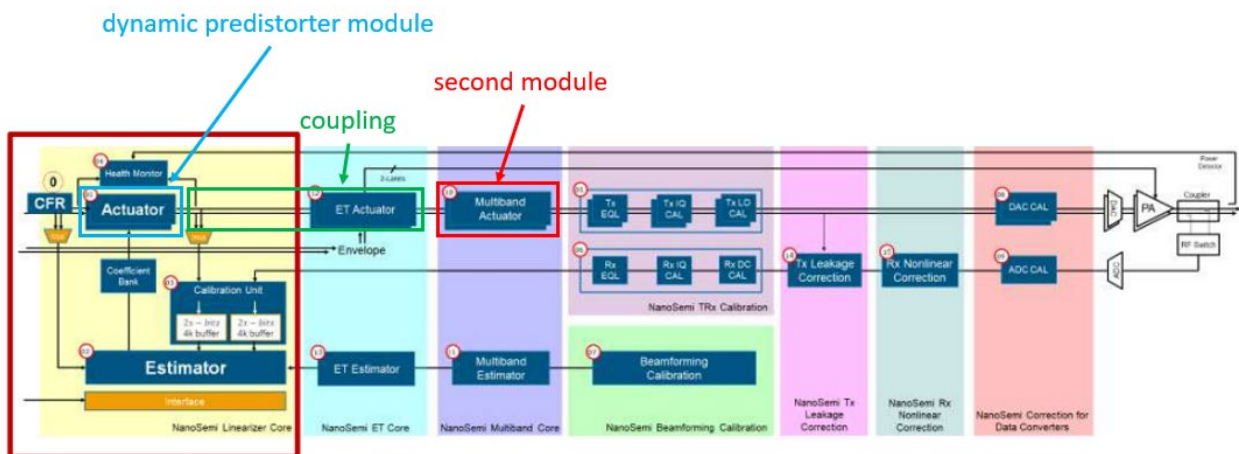 dynamic predistorter module
second module
coupling
Health Monitor
2-Lanes
Power
Detector
CFR
Actuator
ET Actuator
Multiband
Actuator
Tx
EQL
Tx IQ
CAL
Tx LO
CAL
DAC CAL
DAC
PA
Coupler
Envelope
RF Switch
Coefficient
Bank
Calibration Unit
4k buffer
4k buffer
Rx
EQL
Rx IQ
CAL
Rx DC
CAL
Tx Leakage
Correction
Rx Nonlinear
Correction
ADC CAL
ADC
NanoSemi TRx Calibration
Estimator
ET Estimator
Multiband
Estimator
Beamforming
Calibration
Interface
NanoSemi Linearizer Core
NanoSemi ET Core
NanoSemi Multiband Core
NanoSemi Beamforming Calibration
NanoSemi Tx
Leakage
Correction
NanoSemi Rx
Nonlinear
Correction
NanoSemi Correction for
Data Converters